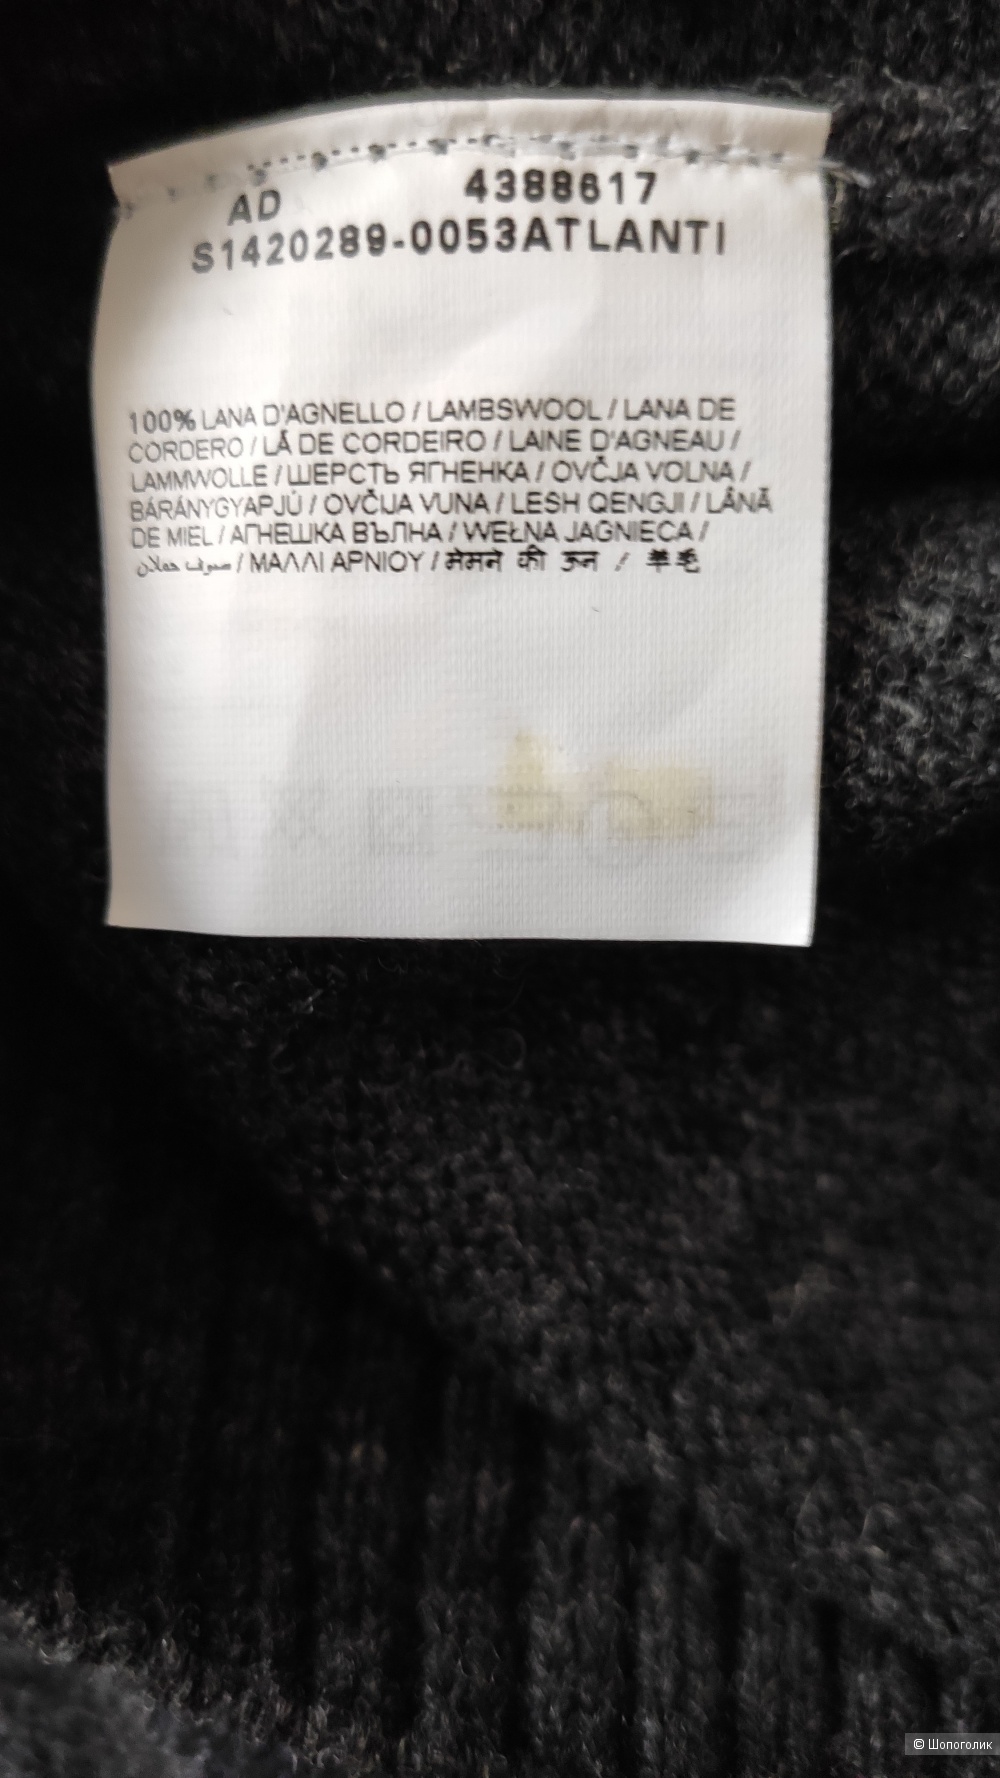 AD 4388617
S1420289-0053ATLANTI
100% LANA D'AGNELLO / LAMBSWOOL / LANA DE
CORDERO / LÃ DE CORDEIRO / LAINE D'AGNEAU /
LAMMWOLLE / ШЕРСТЬ ЯГНЕНКА / OVČJA VOLNA /
BÁRÁNYGYAPJÚ / OVČIJA VUNA / LESH QENGJI / LÂNĂ
DE MIEL / АГНЕШКА ВЪЛНА / WEŁNA JAGNIECA /
صوف حملان / ΜΑΛΛΙ ΑΡΝΙΟΥ / मेमने की ऊन / 羊毛
© Шопоголик